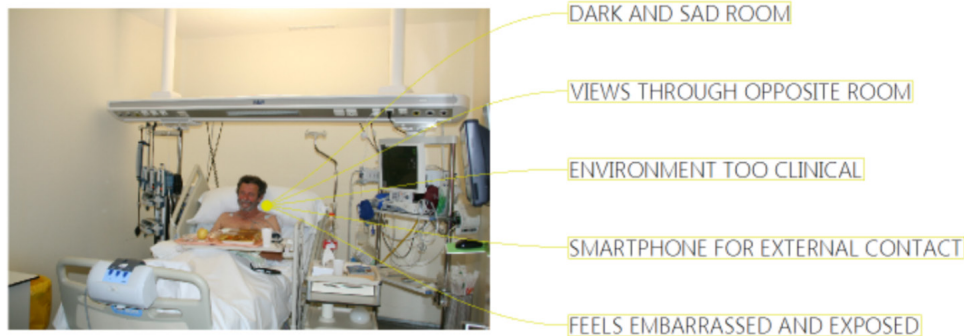 DARK AND SAD ROOM
VIEWS THROUGH OPPOSITE ROOM
ENVIRONMENT TOO CLINICAL
SMARTPHONE FOR EXTERNAL CONTACT
FEELS EMBARRASSED AND EXPOSED